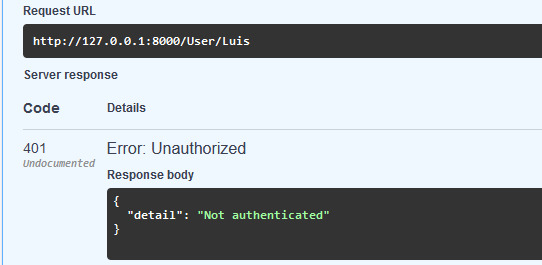 Request URL
http://127.0.0.1:8000/User/Luis
Server response
Code Details
401 Error: Unauthorized
Undocumented
Response body
{
"detail": "Not authenticated"
}